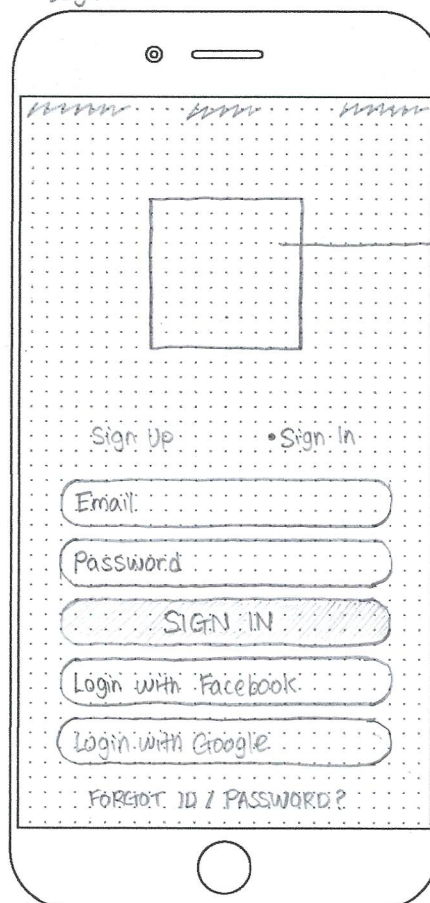 Sign Up •Sign In
Email
Password
SIGN IN
Login with Facebook
Login with Google
FORGOT ID / PASSWORD?